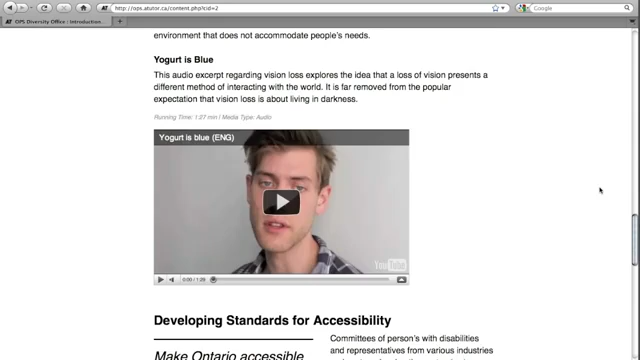 http://ops.atutor.ca/content.php?cid=2
Google
OPS Diversity Office : Introduction...
environment that does not accommodate people's needs.
Yogurt is Blue
This audio excerpt regarding vision loss explores the idea that a loss of vision presents a
different method of interacting with the world. It is far removed from the popular
expectation that vision loss is about living in darkness.
Running Time: 1:27 min / Media Type: Audio
Yogurt is blue (ENG)
YouTube
0:00 / 1:28
Developing Standards for Accessibility
Make Ontario accessible
Committees of person's with disabilities
and representatives from various industries